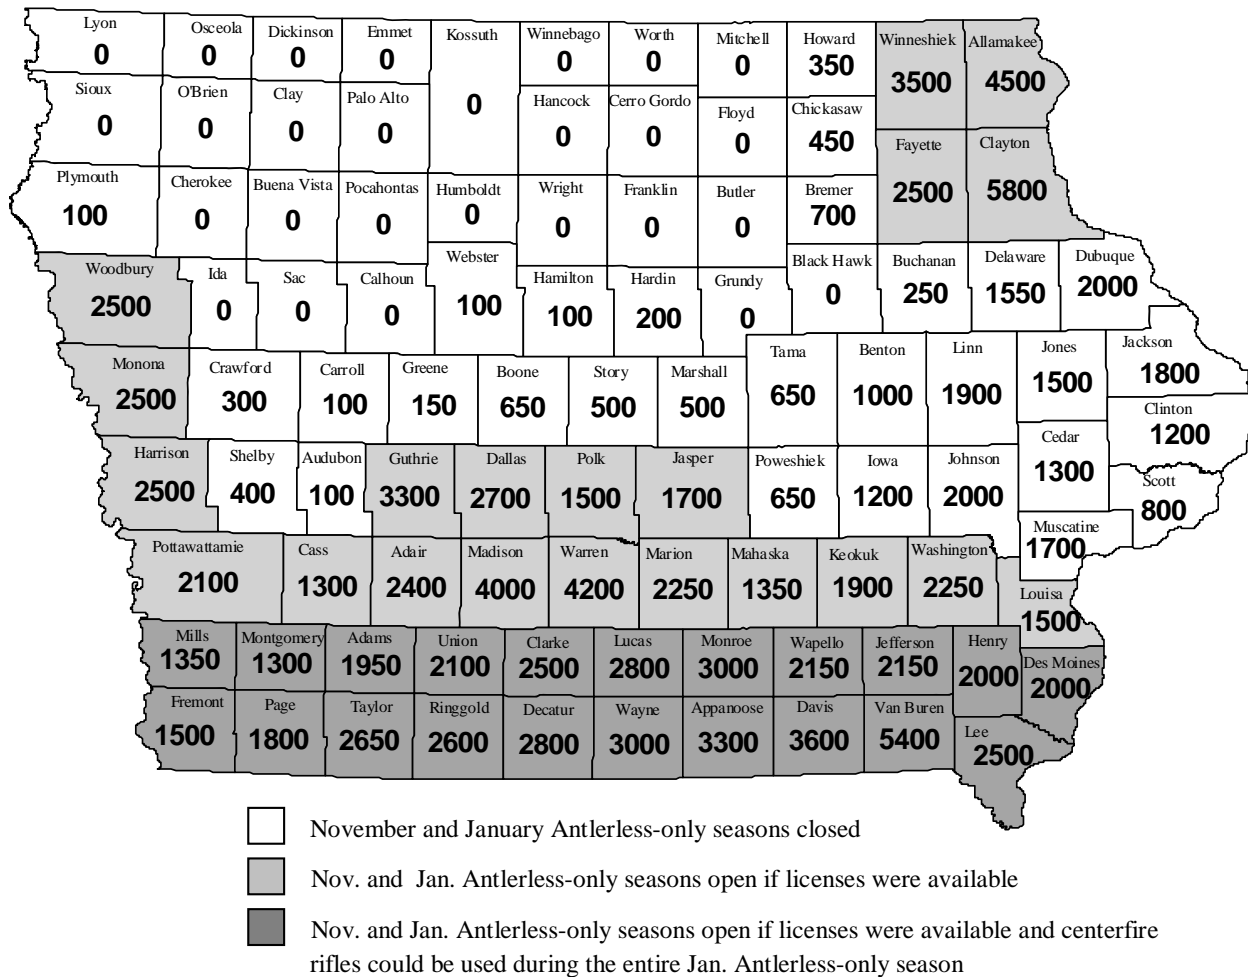 Lyon Osceola Dickinson Emmet Kossuth Winnebago Worth Mitchell Howard Winneshiek Allamakee
0 0 0 0 0 0 0 0 350 3500 4500
Sioux O'Brien Clay Palo Alto Hancock Cerro Gordo Floyd Chickasaw Fayette Clayton
0 0 0 0 0 0 0 450 2500 5800
Plymouth Cherokee Buena Vista Pocahontas Humboldt Wright Franklin Butler Bremer
100 0 0 0 0 0 0 0 700
Woodbury Ida Sac Calhoun Webster Hamilton Hardin Grundy Black Hawk Buchanan Delaware Dubuque
2500 0 0 0 100 100 200 0 0 250 1550 2000
Monona Crawford Carroll Greene Boone Story Marshall Tama Benton Linn Jones Jackson
2500 300 100 150 650 500 500 650 1000 1900 1500 1800
Clinton
1200
Harrison Shelby Audubon Guthrie Dallas Polk Jasper Poweshiek Iowa Johnson Cedar Scott
2500 400 100 3300 2700 1500 1700 650 1200 2000 1300 800
Muscatine
1700
Pottawattamie Cass Adair Madison Warren Marion Mahaska Keokuk Washington Louisa
2100 1300 2400 4000 4200 2250 1350 1900 2250 1500
Mills Montgomery Adams Union Clarke Lucas Monroe Wapello Jefferson Henry Des Moines
1350 1300 1950 2100 2500 2800 3000 2150 2150 2000 2000
Fremont Page Taylor Ringgold Decatur Wayne Appanoose Davis Van Buren Lee
1500 1800 2650 2600 2800 3000 3300 3600 5400 2500
November and January Antlerless-only seasons closed
Nov. and Jan. Antlerless-only seasons open if licenses were available
Nov. and Jan. Antlerless-only seasons open if licenses were available and centerfire
rifles could be used during the entire Jan. Antlerless-only season